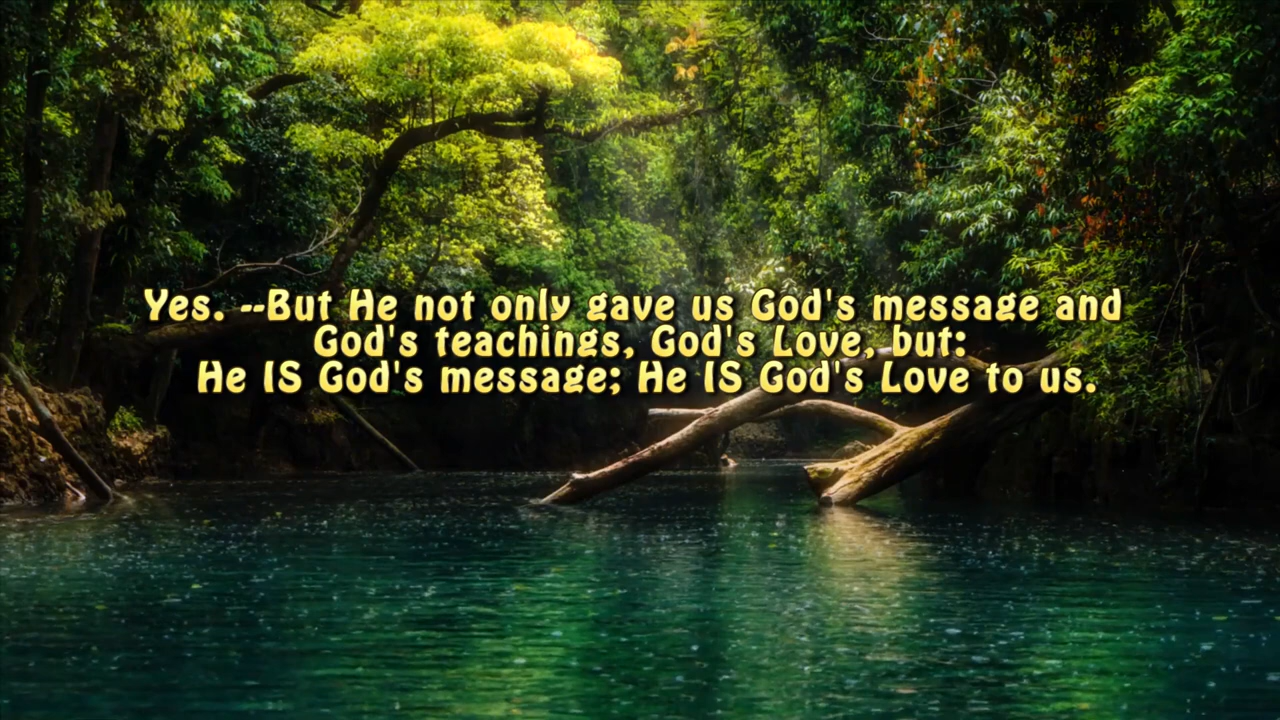 Yes. --But He not only gave us God's message and
God's teachings, God's Love, but:
He IS God's message; He IS God's Love to us.